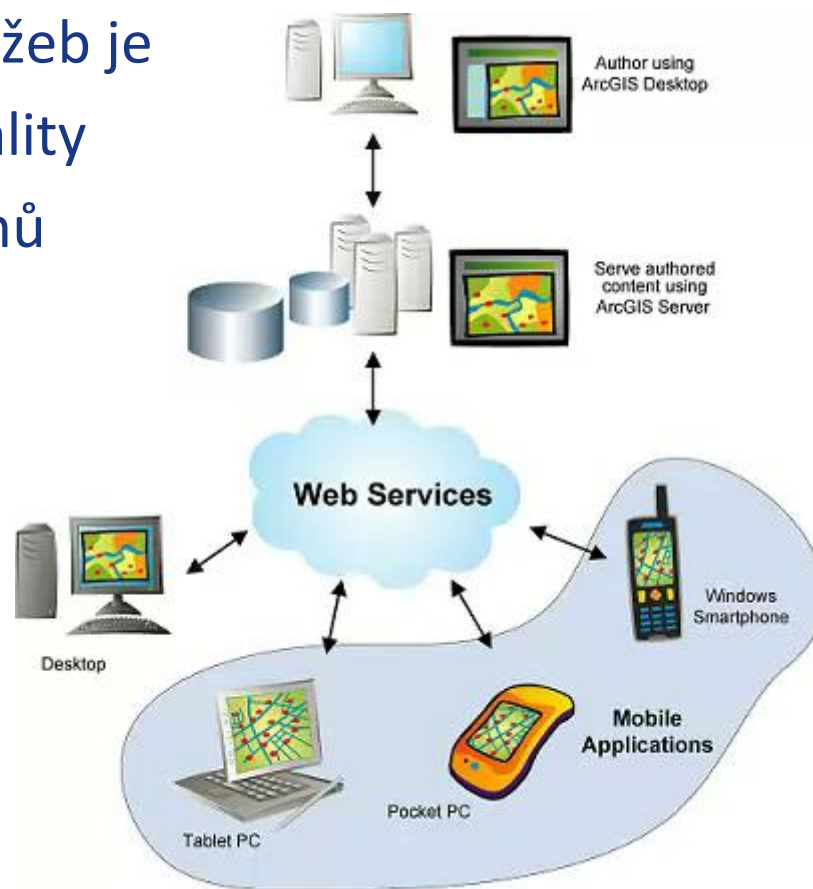 žeb je
ality
nů
Author using
ArcGIS Desktop
Serve authored
content using
ArcGIS Server
Web Services
Desktop
Windows
Smartphone
Mobile
Applications
Pocket PC
Tablet PC